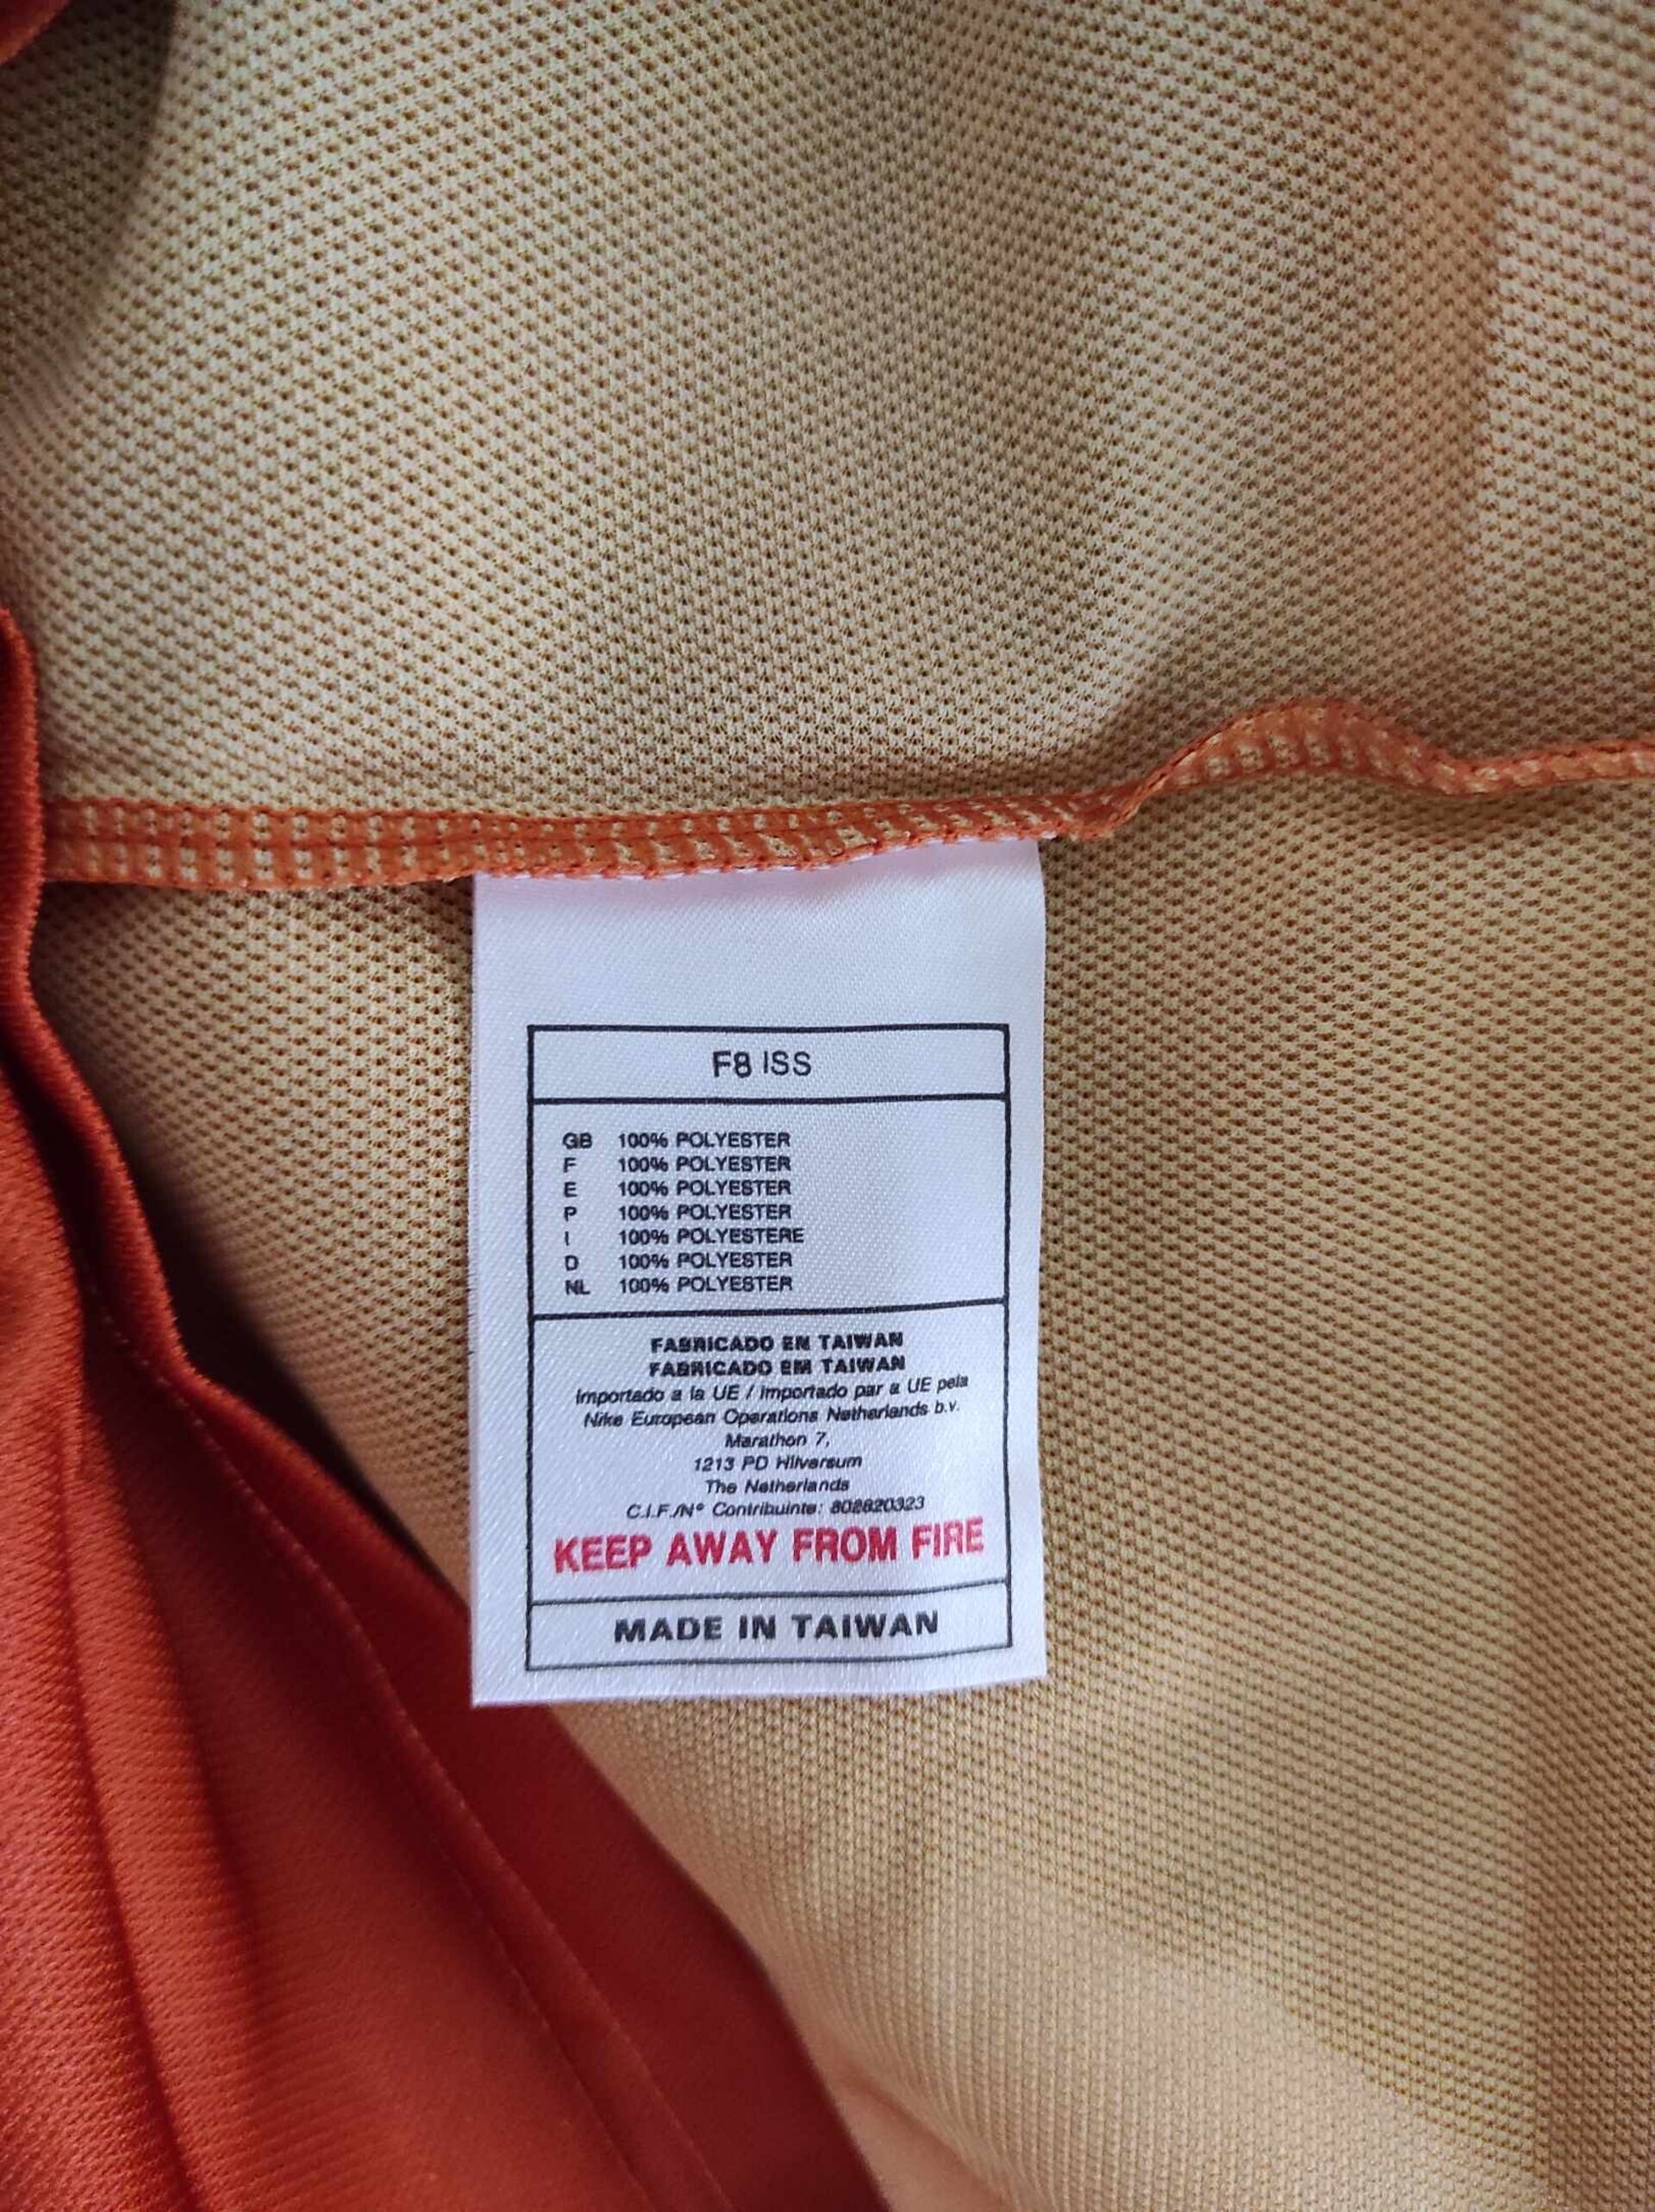 F8 ISS
GB 100% POLYESTER
F 100% POLYESTER
E 100% POLYESTER
P 100% POLYESTER
I 100% POLYESTERE
D 100% POLYESTER
NL 100% POLYESTER
FABRICADO EN TAIWAN
FABRICADO EM TAIWAN
Importado a la UE / Importado par a UE pela
Nike European Operations Netherlands b.v.
Marathon 7,
1213 PD Hilversum
The Netherlands
C.I.F./Nº Contribuinte: 802820323
KEEP AWAY FROM FIRE
MADE IN TAIWAN